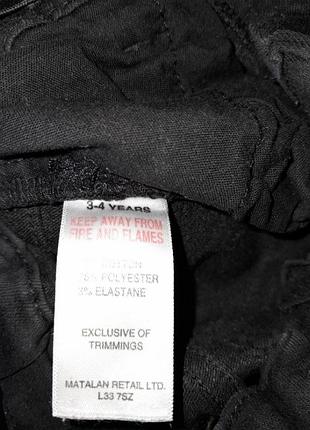 3-4 YEARS
KEEP AWAY FROM
FIRE AND FLAMES
COTTON
POLYESTER
3% ELASTANE
EXCLUSIVE OF
TRIMMINGS
MATALAN RETAIL LTD.
L33 7SZ